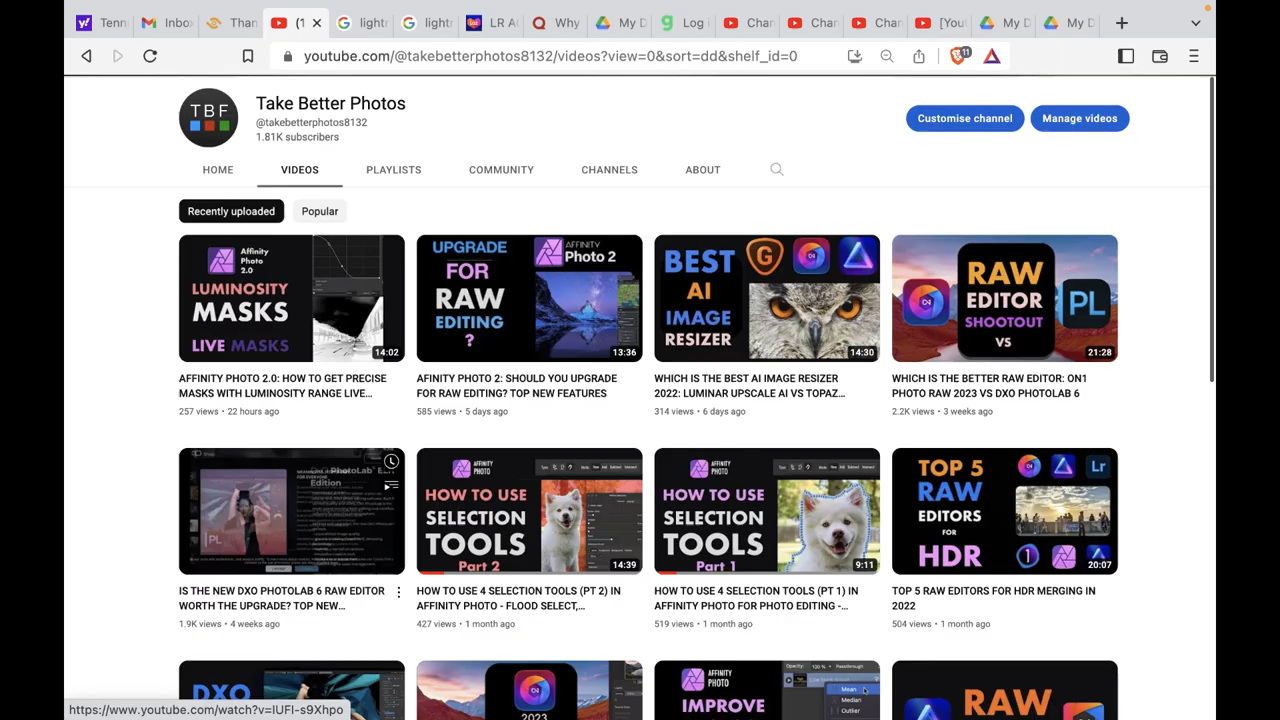 Tenn
Inbo
Than
(1
lightr
lightr
LR A
Why
My D
Log i
Char
Char
Char
[You
My D
My D
youtube.com/@takebetterphotos8132/videos?view=0&sort=dd&shelf_id=0
11
TBF
Take Better Photos
@takebetterphotos8132
1.81K subscribers
Customise channel
Manage videos
HOME
VIDEOS
PLAYLISTS
COMMUNITY
CHANNELS
ABOUT
Recently uploaded
Popular
Affinity
Photo
2.0
LUMINOSITY
MASKS
LIVE MASKS
14:02
UPGRADE
FOR
RAW
EDITING
?
AFFINITY
Photo 2
13:36
BEST
AI
IMAGE
RESIZER
14:30
RAW
EDITOR
SHOOTOUT
VS
PL
21:28
AFFINITY PHOTO 2.0: HOW TO GET PRECISE
MASKS WITH LUMINOSITY RANGE LIVE...
257 views • 22 hours ago
AFINITY PHOTO 2: SHOULD YOU UPGRADE
FOR RAW EDITING? TOP NEW FEATURES
585 views • 5 days ago
WHICH IS THE BEST AI IMAGE RESIZER
2022: LUMINAR UPSCALE AI VS TOPAZ...
314 views • 6 days ago
WHICH IS THE BETTER RAW EDITOR: ON1
PHOTO RAW 2023 VS DXO PHOTOLAB 6
2.2K views • 3 weeks ago
PL
Edition
AFFINITY
PHOTO
HOW TO USE
SELECTION
TOOLS
Part 2
14:39
AFFINITY
PHOTO
HOW TO USE
SELECTION
TOOLS
Part 1
9:11
TOP 5
RAW
EDITORS
FOR
HDR
Lr
20:07
IS THE NEW DXO PHOTOLAB 6 RAW EDITOR
WORTH THE UPGRADE? TOP NEW...
1.9K views • 4 weeks ago
HOW TO USE 4 SELECTION TOOLS (PT 2) IN
AFFINITY PHOTO - FLOOD SELECT,...
427 views • 1 month ago
HOW TO USE 4 SELECTION TOOLS (PT 1) IN
AFFINITY PHOTO FOR PHOTO EDITING -...
519 views • 1 month ago
TOP 5 RAW EDITORS FOR HDR MERGING IN
2022
504 views • 1 month ago
DXO
2023
AFFINITY
PHOTO
IMPROVE
Opacity: 100 %
Passthrough
Mean
Median
Outlier
RAW
https://www.youtube.com/watch?v=lUFI-s9Xhpo